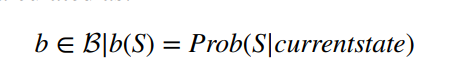 b ∈ ℬ|b(S) = Prob(S|currentstate)